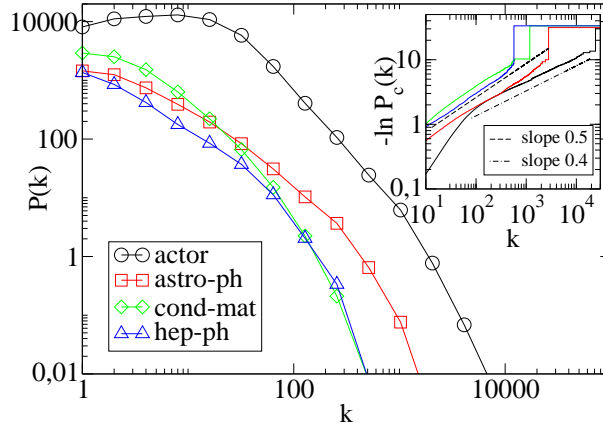 10000
100
1
0,01
P(k)
1
100
10000
k
actor
astro-ph
cond-mat
hep-ph
10
1
0,1
-ln P_c(k)
10^1
10^2
10^3
10^4
k
slope 0.5
slope 0.4